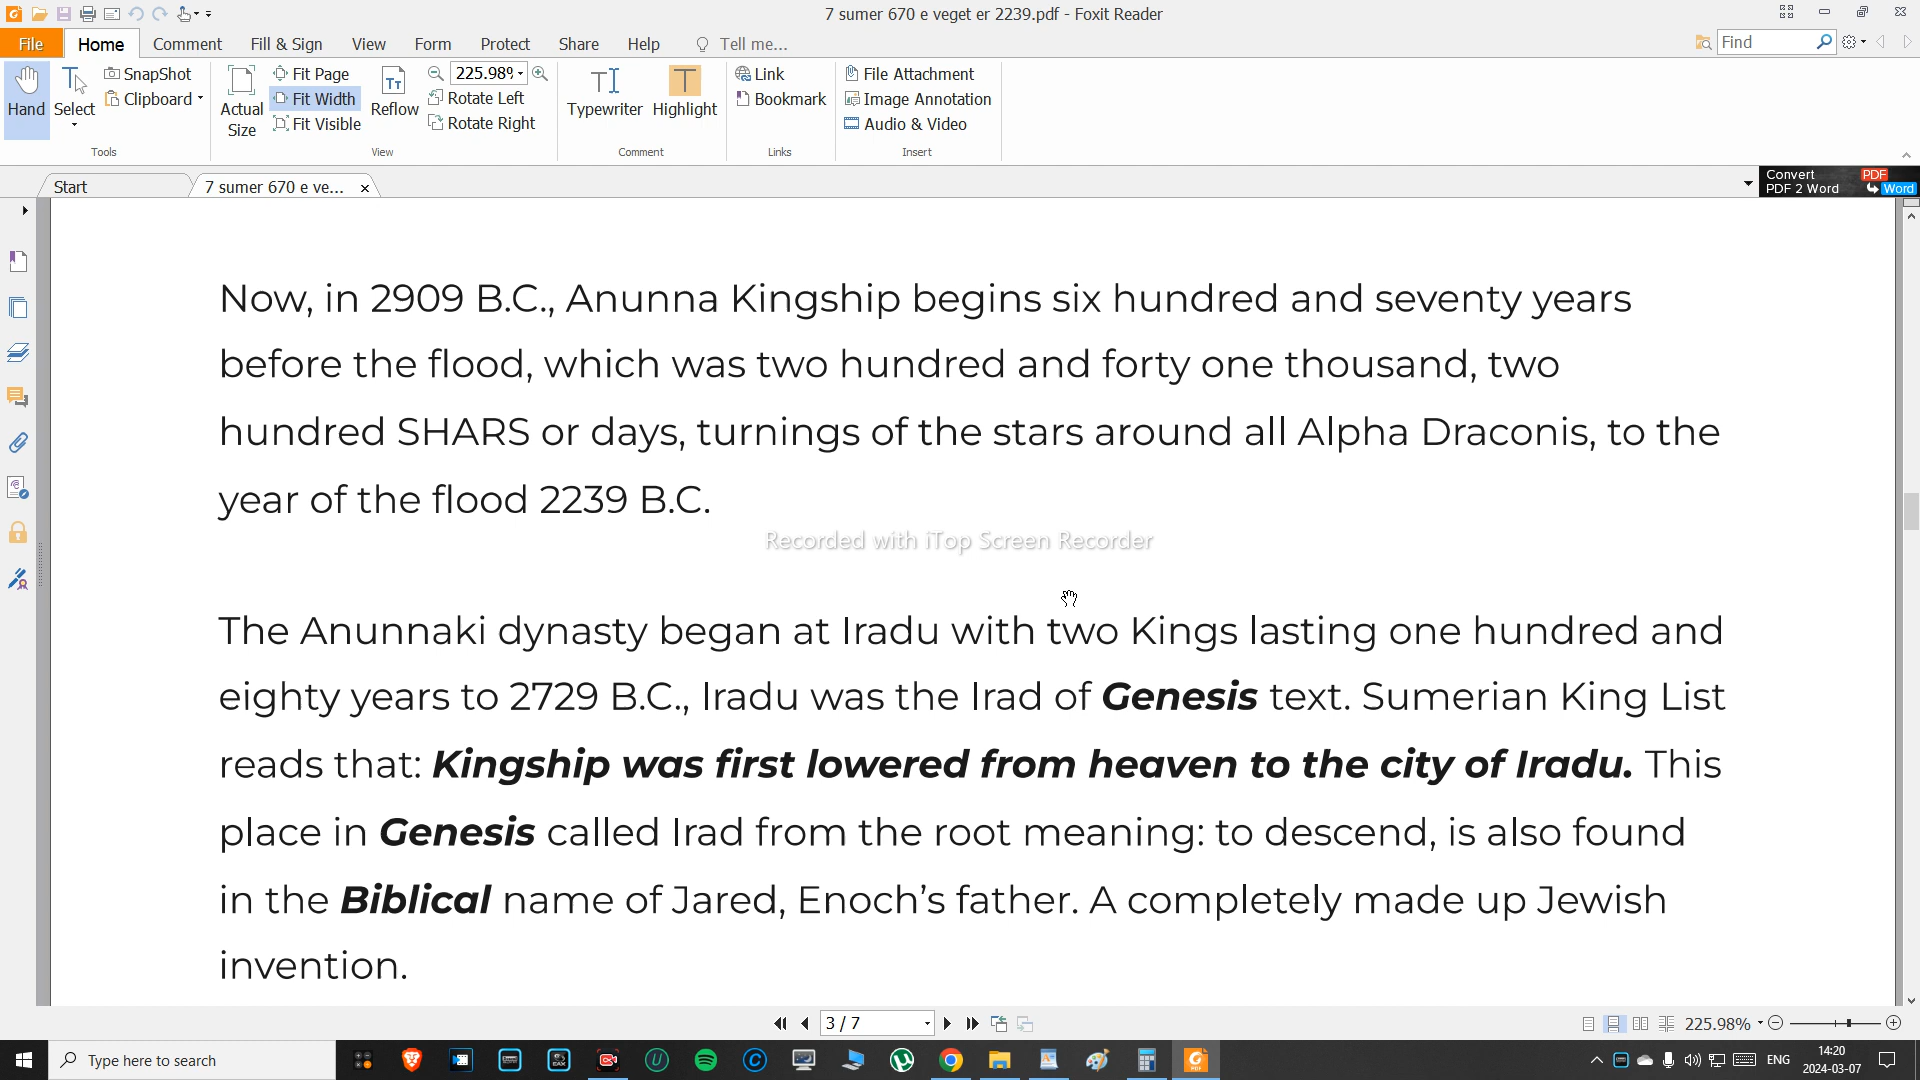 7 sumer 670 e veget er 2239.pdf - Foxit Reader
File Home Comment Fill & Sign View Form Protect Share Help Tell me... Find
Hand Select SnapShot Clipboard
Tools
Actual Size Fit Page Fit Width Fit Visible Reflow 225.98% Rotate Left Rotate Right
View
Typewriter Highlight
Comment
Link Bookmark
Links
File Attachment Image Annotation Audio & Video
Insert
Start 7 sumer 670 e ve...
Convert PDF
PDF 2 Word Word
Now, in 2909 B.C., Anunna Kingship begins six hundred and seventy years
before the flood, which was two hundred and forty one thousand, two
hundred SHARS or days, turnings of the stars around all Alpha Draconis, to the
year of the flood 2239 B.C.
Recorded with iTop Screen Recorder
The Anunnaki dynasty began at Iradu with two Kings lasting one hundred and
eighty years to 2729 B.C., Iradu was the Irad of Genesis text. Sumerian King List
reads that: Kingship was first lowered from heaven to the city of Iradu. This
place in Genesis called Irad from the root meaning: to descend, is also found
in the Biblical name of Jared, Enoch's father. A completely made up Jewish
invention.
3 / 7 225.98%
Type here to search
ENG 14:20
2024-03-07